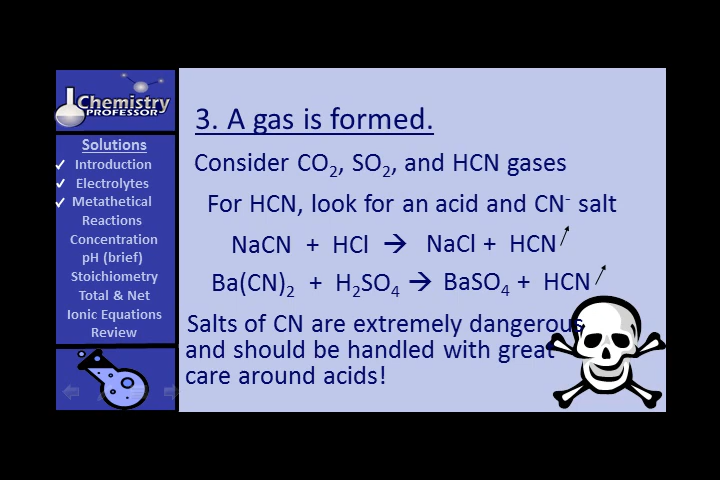 Chemistry
PROFESSOR
Solutions
Introduction
Electrolytes
Metathetical
Reactions
Concentration
pH (brief)
Stoichiometry
Total & Net
Ionic Equations
Review
3. A gas is formed.
Consider CO₂, SO₂, and HCN gases
For HCN, look for an acid and CN⁻ salt
NaCN + HCl → NaCl + HCN↗
Ba(CN)₂ + H₂SO₄ → BaSO₄ + HCN↗
Salts of CN are extremely dangerous
and should be handled with great
care around acids!